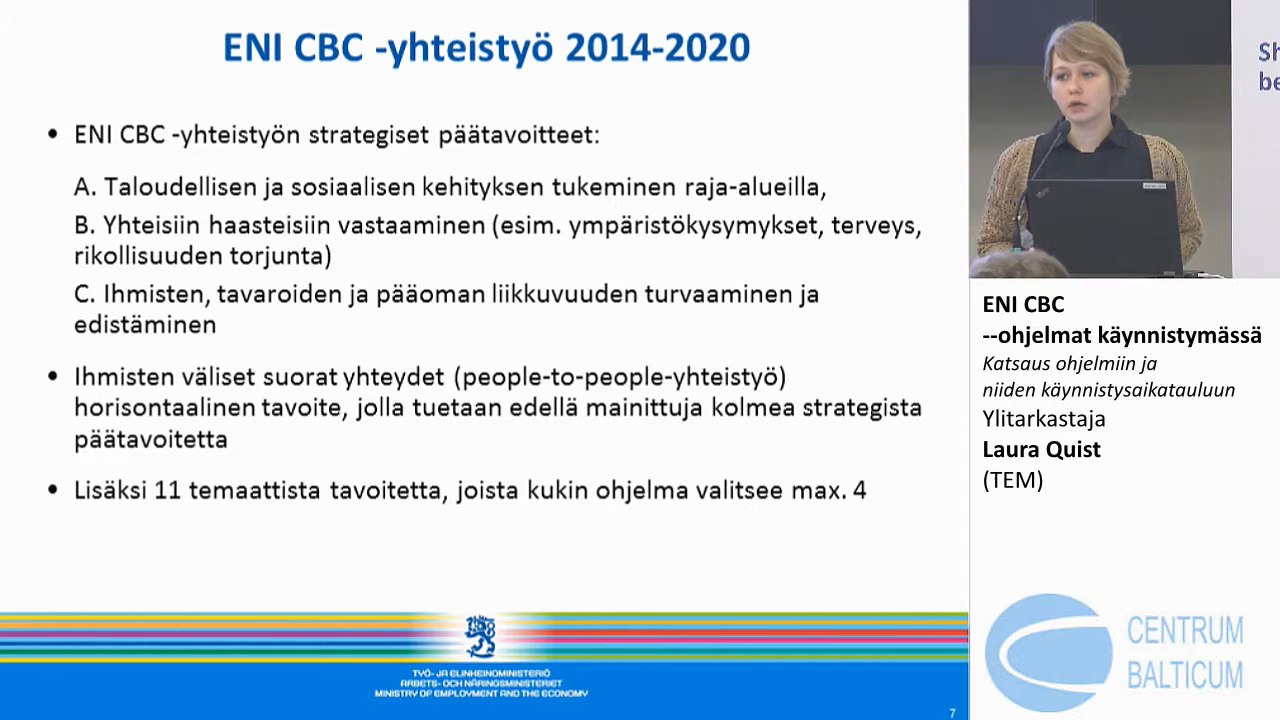 ENI CBC -yhteistyö 2014-2020
• ENI CBC -yhteistyön strategiset päätavoitteet:
A. Taloudellisen ja sosiaalisen kehityksen tukeminen raja-alueilla,
B. Yhteisiin haasteisiin vastaaminen (esim. ympäristökysymykset, terveys,
rikollisuuden torjunta)
C. Ihmisten, tavaroiden ja pääoman liikkuvuuden turvaaminen ja
edistäminen
• Ihmisten väliset suorat yhteydet (people-to-people-yhteistyö)
horisontaalinen tavoite, jolla tuetaan edellä mainittuja kolmea strategista
päätavoitetta
• Lisäksi 11 temaattista tavoitetta, joista kukin ohjelma valitsee max. 4
TYÖ- JA ELINKEINOMINISTERIÖ
ARBETS- OCH NÄRINGSMINISTERIET
MINISTRY OF EMPLOYMENT AND THE ECONOMY
7
Sh
be
ENI CBC
--ohjelmat käynnistymässä
Katsaus ohjelmiin ja
niiden käynnistysaikatauluun
Ylitarkastaja
Laura Quist
(TEM)
CENTRUM
BALTICUM